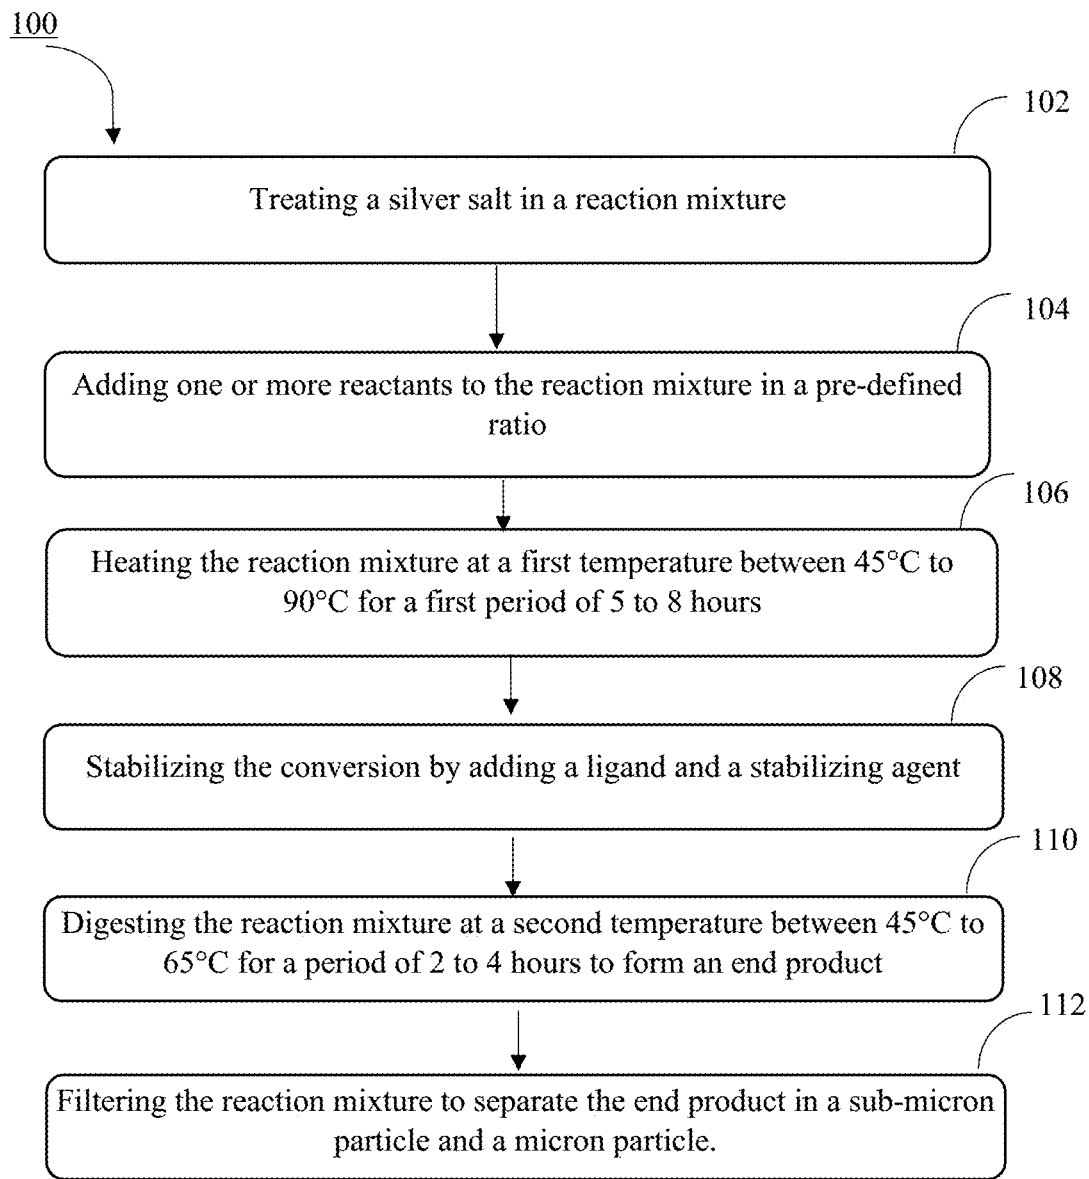 100
102
Treating a silver salt in a reaction mixture
104
Adding one or more reactants to the reaction mixture in a pre-defined
ratio
106
Heating the reaction mixture at a first temperature between 45°C to
90°C for a first period of 5 to 8 hours
108
Stabilizing the conversion by adding a ligand and a stabilizing agent
110
Digesting the reaction mixture at a second temperature between 45°C to
65°C for a period of 2 to 4 hours to form an end product
112
Filtering the reaction mixture to separate the end product in a sub-micron
particle and a micron particle.